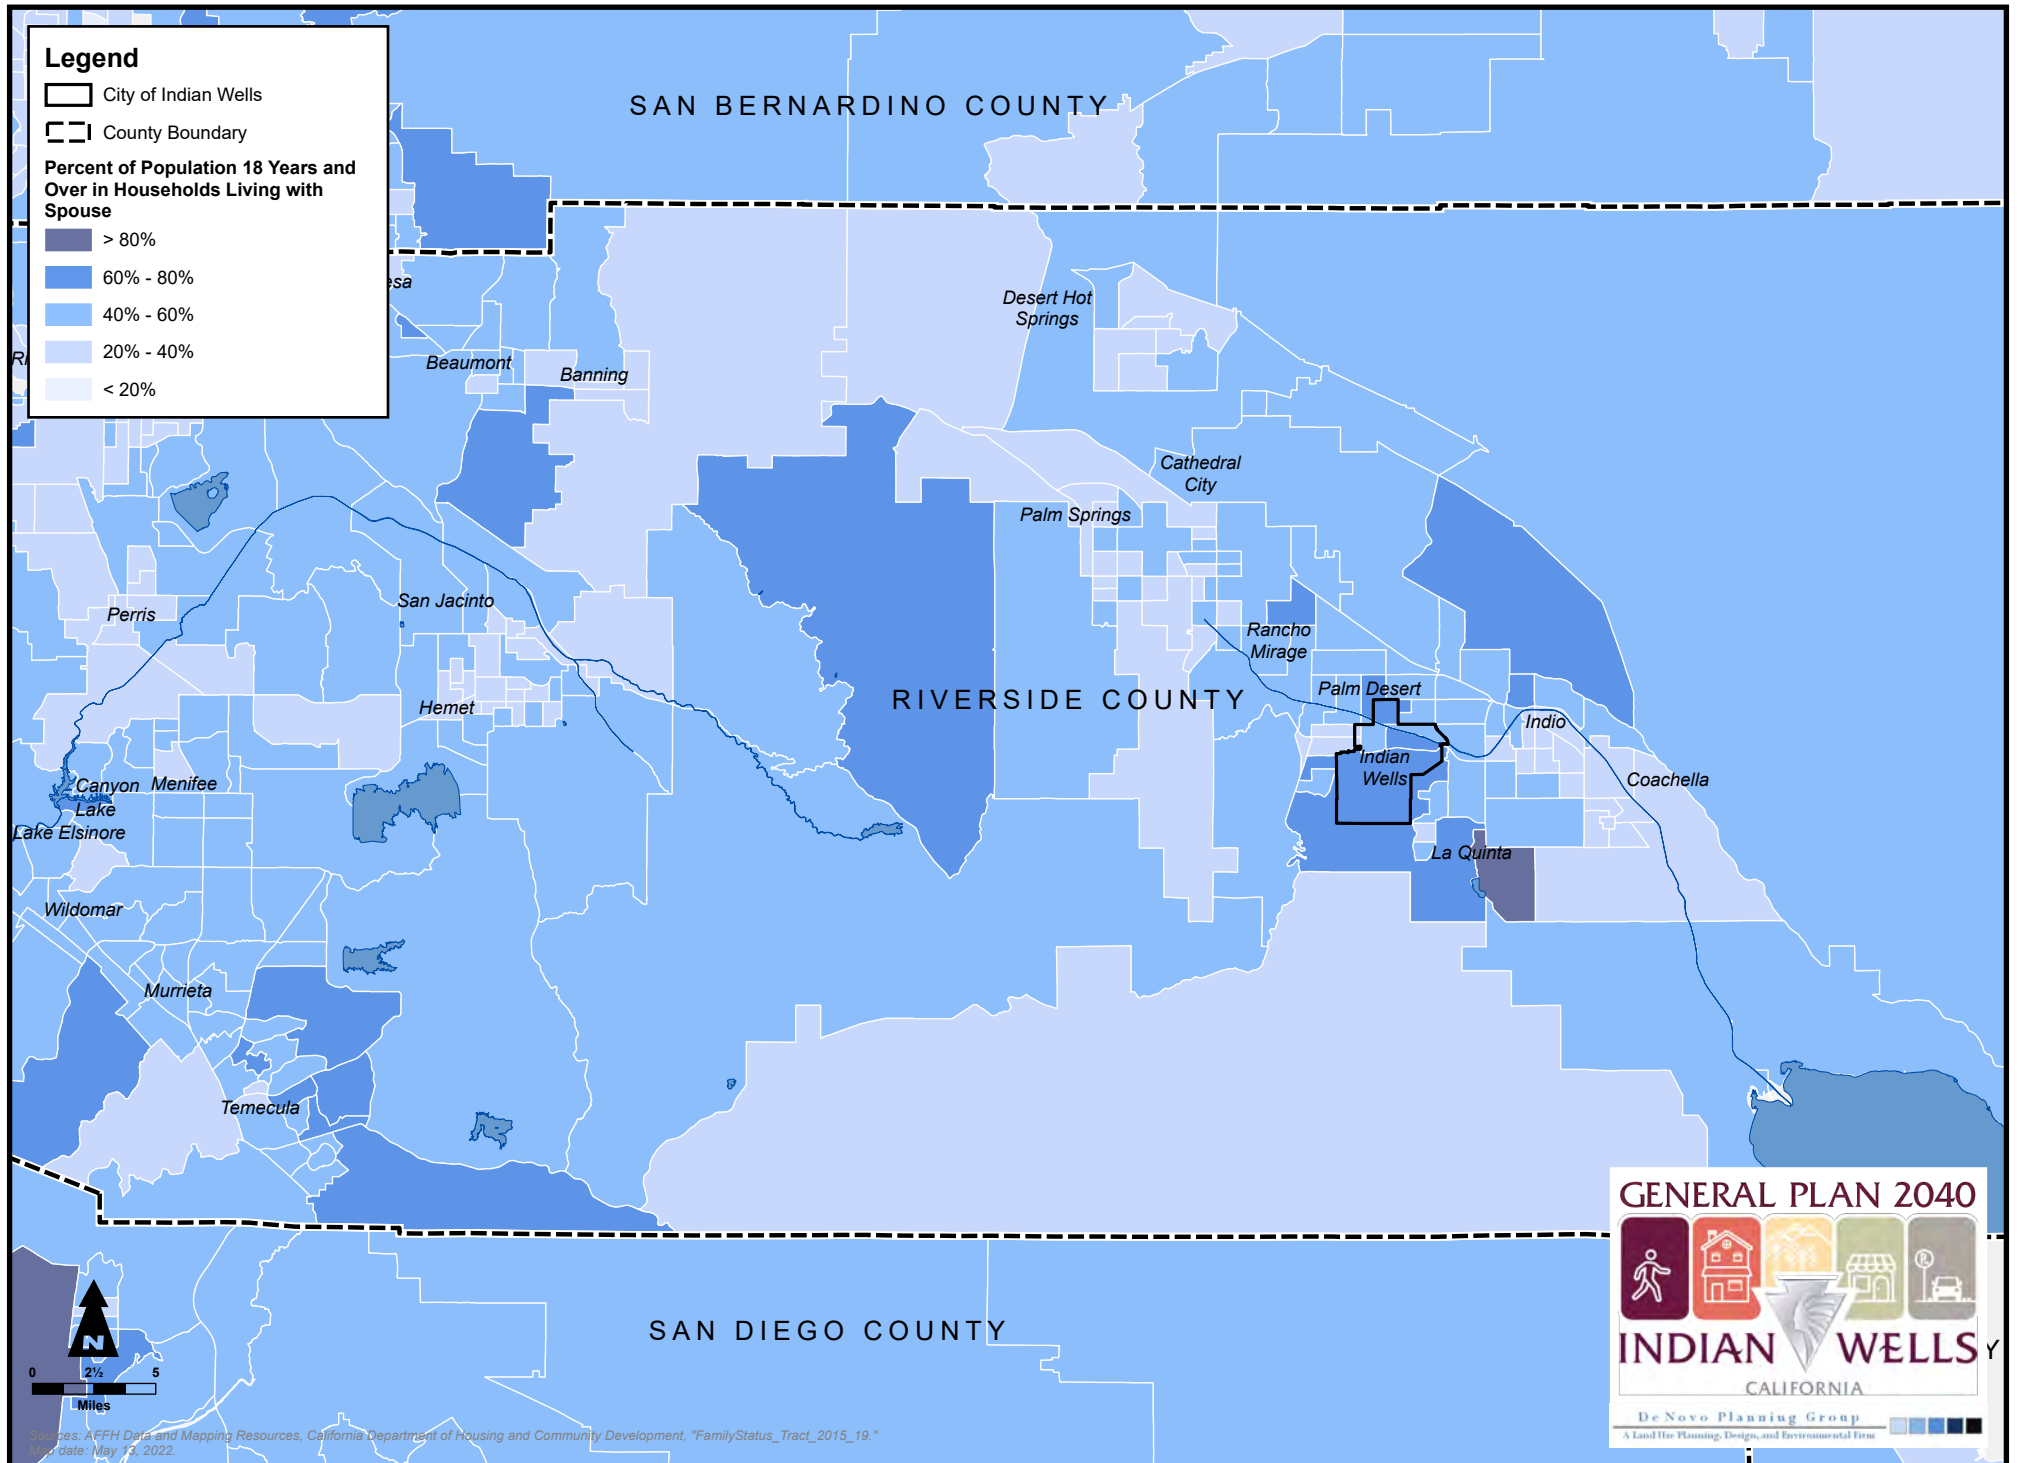 Legend
City of Indian Wells
County Boundary
Percent of Population 18 Years and
Over in Households Living with
Spouse
> 80%
60% - 80%
40% - 60%
20% - 40%
< 20%
SAN BERNARDINO COUNTY
esa
Desert Hot
Springs
Ri
Beaumont
Banning
Cathedral
City
Palm Springs
Perris
San Jacinto
Rancho
Mirage
Hemet
RIVERSIDE COUNTY
Palm Desert
Indio
Indian
Wells
Canyon
Lake
Menifee
Coachella
Lake Elsinore
La Quinta
Wildomar
Murrieta
Temecula
SAN DIEGO COUNTY
Y
N
0 2½ 5
Miles
Sources: AFFH Data and Mapping Resources, California Department of Housing and Community Development, "FamilyStatus_Tract_2015_19."
Map date: May 13, 2022.
GENERAL PLAN 2040
P
INDIAN WELLS
CALIFORNIA
De Novo Planning Group
A Land Use Planning, Design, and Environmental Firm